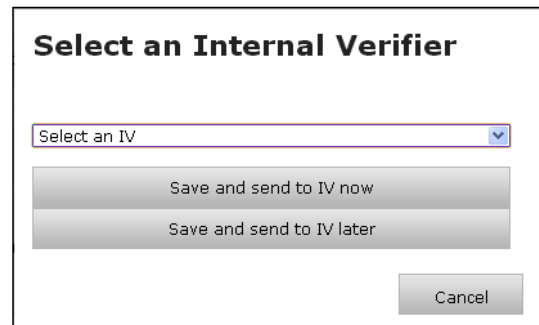 Select an Internal Verifier
Select an IV
Save and send to IV now
Save and send to IV later
Cancel